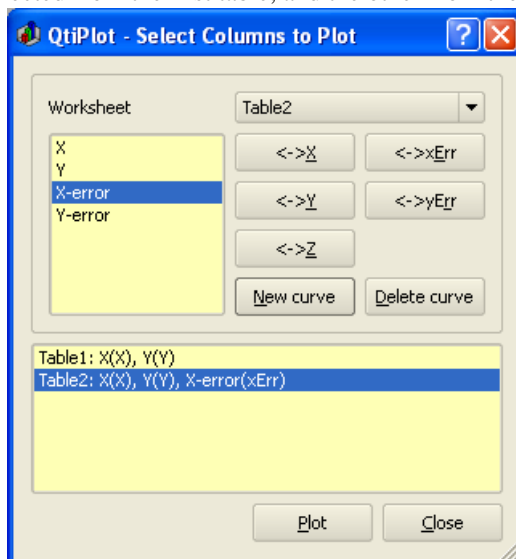 QtiPlot - Select Columns to Plot
Worksheet
Table2
X
Y
X-error
Y-error
<->X
<->xErr
<->Y
<->yErr
<->Z
New curve
Delete curve
Table1: X(X), Y(Y)
Table2: X(X), Y(Y), X-error(xErr)
Plot
Close